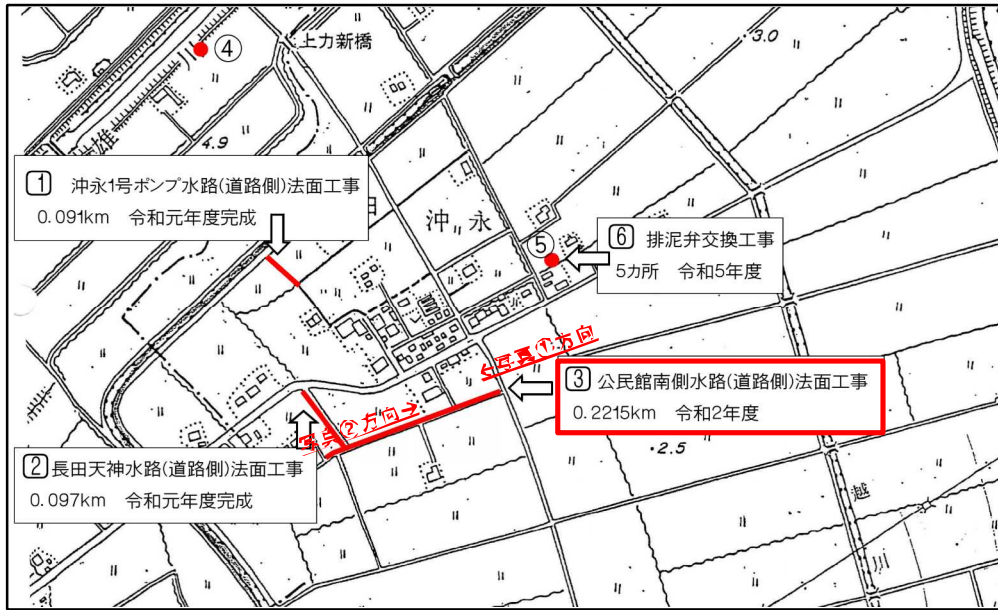 ④
上力新橋
3.0
川
雄
4.9
1 沖永1号ポンプ水路(道路側)法面工事
0.091km 令和元年度完成
沖永
⑤
6 排泥弁交換工事
5カ所 令和5年度
←写真①方向
3 公民館南側水路(道路側)法面工事
0.2215km 令和2年度
写真②方向→
2 長田天神水路(道路側)法面工事
0.097km 令和元年度完成
・2.5
越
川